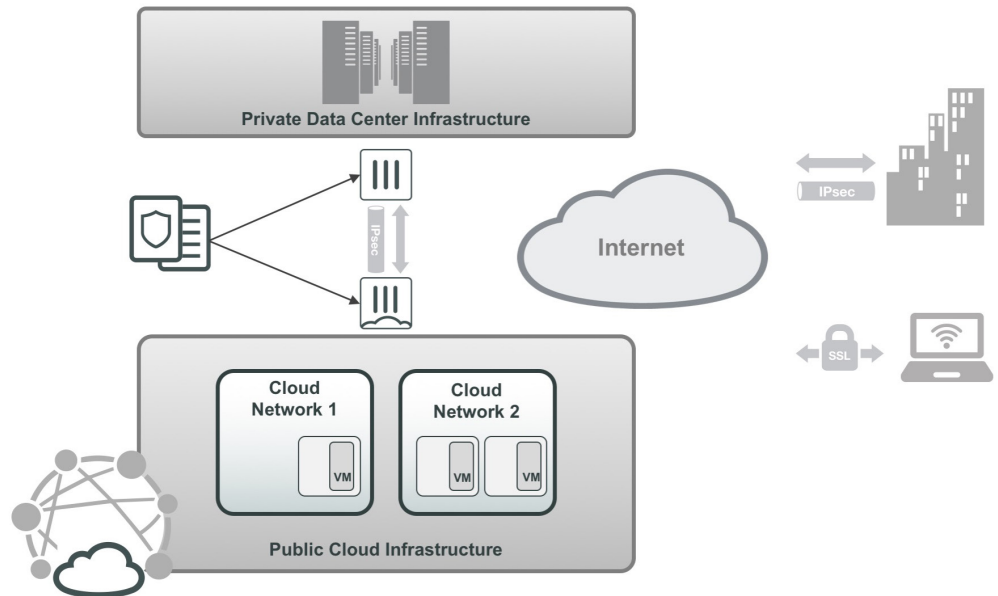 Private Data Center Infrastructure
IPsec
IPsec
Internet
SSL
Cloud
Network 1
VM
Cloud
Network 2
VM
VM
Public Cloud Infrastructure